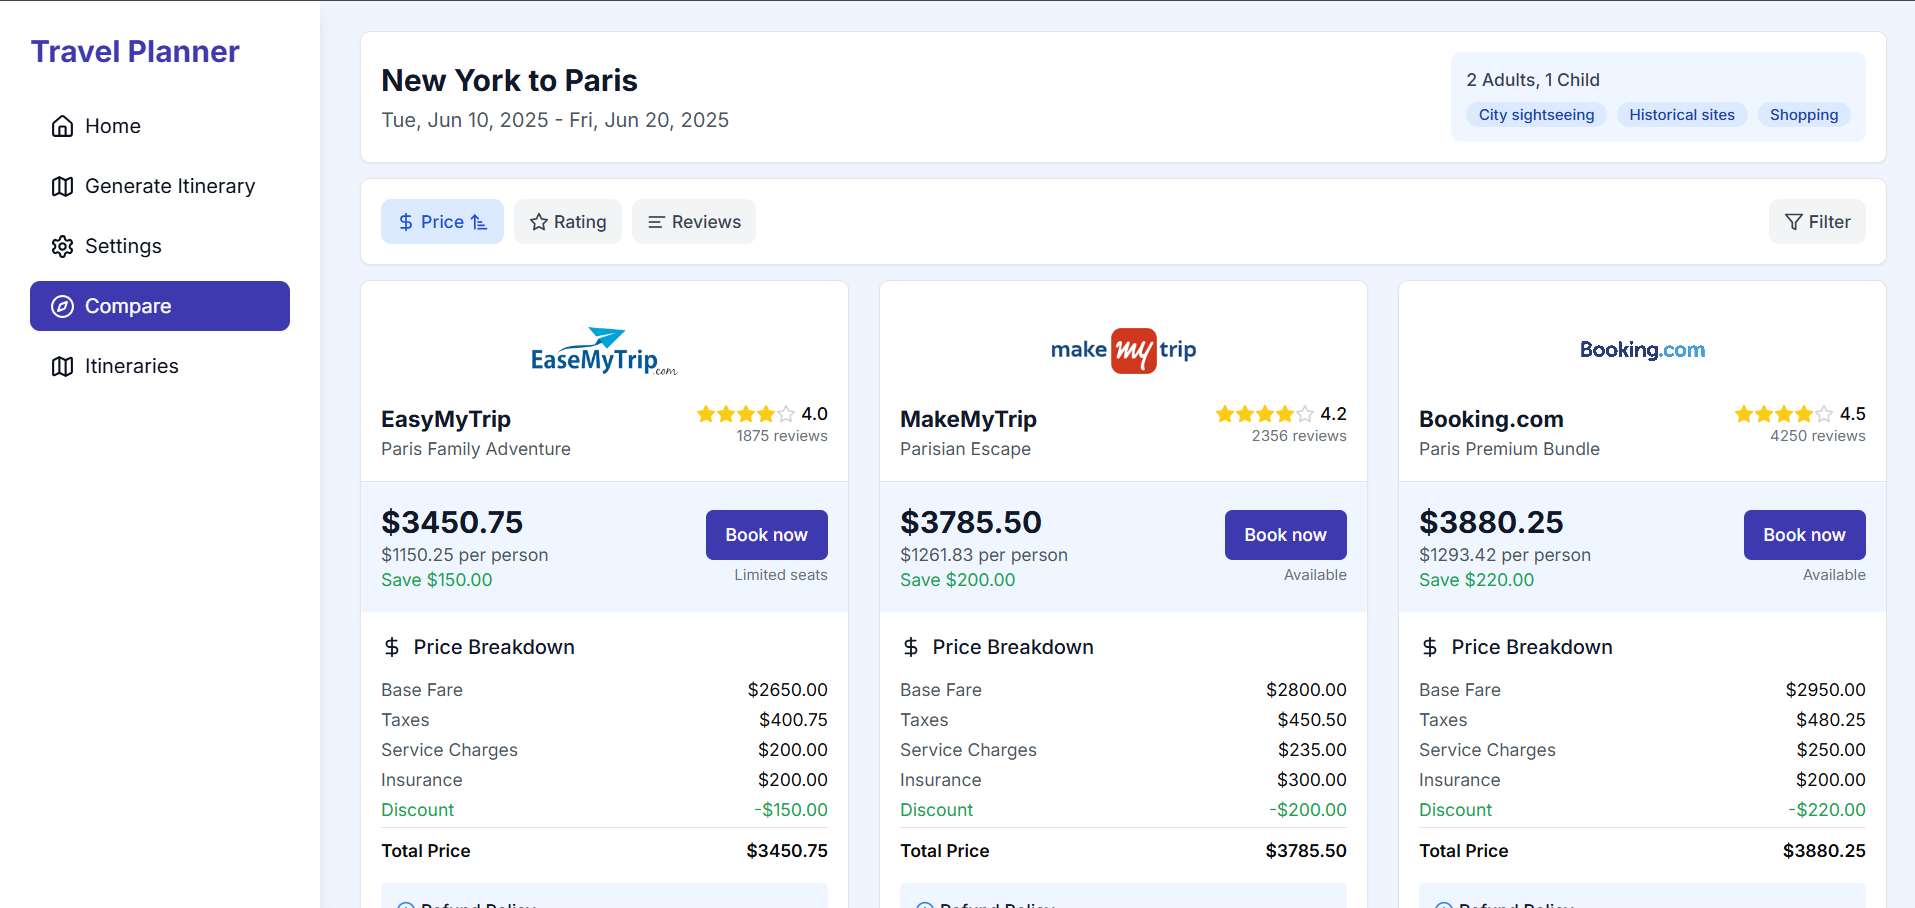 Travel Planner
Home
Generate Itinerary
Settings
Compare
Itineraries
New York to Paris
Tue, Jun 10, 2025 - Fri, Jun 20, 2025
2 Adults, 1 Child
City sightseeing Historical sites Shopping
$ Price Rating Reviews Filter
EaseMyTrip.com
EasyMyTrip 4.0
1875 reviews
Paris Family Adventure
$3450.75 Book now
$1150.25 per person
Save $150.00 Limited seats
$ Price Breakdown
Base Fare $2650.00
Taxes $400.75
Service Charges $200.00
Insurance $200.00
Discount -$150.00
Total Price $3450.75
Refund Policy
make my trip
MakeMyTrip 4.2
2356 reviews
Parisian Escape
$3785.50 Book now
$1261.83 per person
Save $200.00 Available
$ Price Breakdown
Base Fare $2800.00
Taxes $450.50
Service Charges $235.00
Insurance $300.00
Discount -$200.00
Total Price $3785.50
Refund Policy
Booking.com
Booking.com 4.5
4250 reviews
Paris Premium Bundle
$3880.25 Book now
$1293.42 per person
Save $220.00 Available
$ Price Breakdown
Base Fare $2950.00
Taxes $480.25
Service Charges $250.00
Insurance $200.00
Discount -$220.00
Total Price $3880.25
Refund Policy